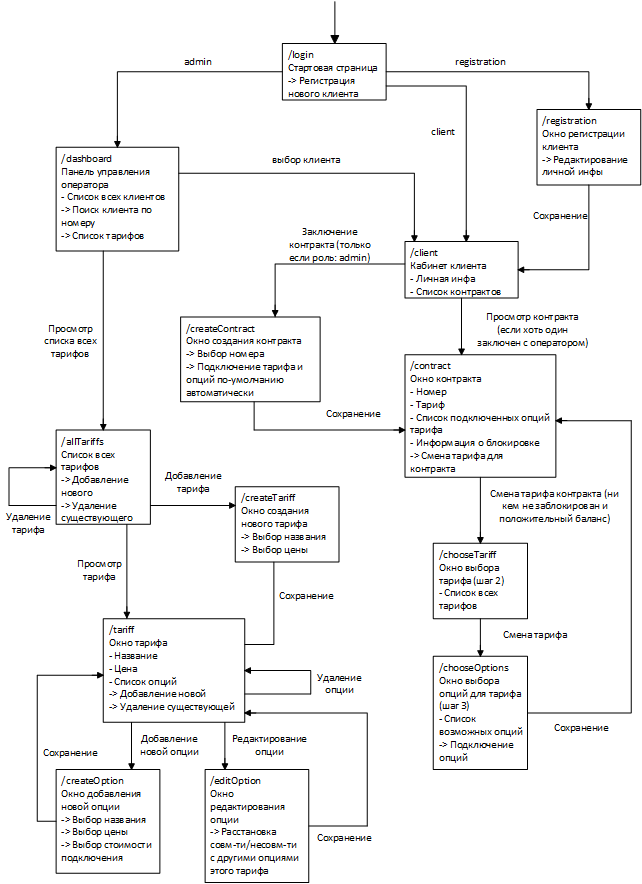 /login
Стартовая страница
-> Регистрация
нового клиента
admin
registration
client
/registration
Окно регистрации
клиента
-> Редактирование
личной инфы
/dashboard
Панель управления
оператора
- Список всех клиентов
-> Поиск клиента по
номеру
-> Список тарифов
выбор клиента
Сохранение
Заключение
контракта (только
если роль: admin)
/client
Кабинет клиента
- Личная инфа
- Список контрактов
Просмотр
списка всех
тарифов
/createContract
Окно создания контракта
-> Выбор номера
-> Подключение тарифа и
опций по-умолчанию
автоматически
Просмотр контракта
(если хоть один
заключен с оператором)
/contract
Окно контракта
- Номер
- Тариф
- Список подключенных опций
тарифа
- Информация о блокировке
-> Смена тарифа для
контракта
Сохранение
/allTariffs
Список всех
тарифов
-> Добавление
нового
-> Удаление
существующего
Удаление
тарифа
Добавление
тарифа
/createTariff
Окно создания
нового тарифа
-> Выбор названия
-> Выбор цены
Смена тарифа контракта (ни
кем не заблокирован и
положительный баланс)
/chooseTariff
Окно выбора
тарифа (шаг 2)
- Список всех
тарифов
Просмотр
тарифа
Сохранение
Смена тарифа
/tariff
Окно тарифа
- Название
- Цена
- Список опций
-> Добавление новой
-> Удаление существующей
Удаление
опции
/chooseOptions
Окно выбора
опций для тарифа
(шаг 3)
- Список
возможных опций
-> Подключение
опций
Сохранение
Сохранение
Добавление
новой опции
Редактирование
опции
/createOption
Окно добавления
новой опции
-> Выбор названия
-> Выбор цены
-> Выбор стоимости
подключения
/editOption
Окно
редактирования
опции
-> Расстановка
совм-ти/несовм-ти
с другими опциями
этого тарифа
Сохранение